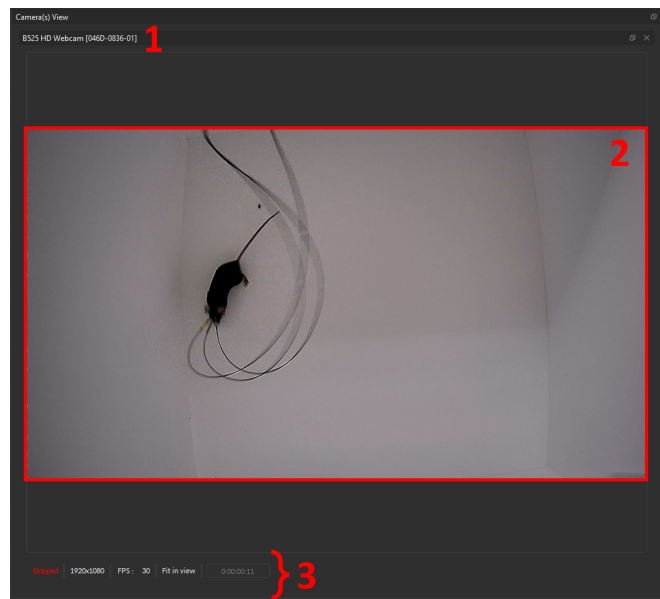 Camera(s) View
B525 HD Webcam [046D-0836-01]
1
2
Stopped 1920x1080 FPS : 30 Fit in view 0:00:00:11
} 3